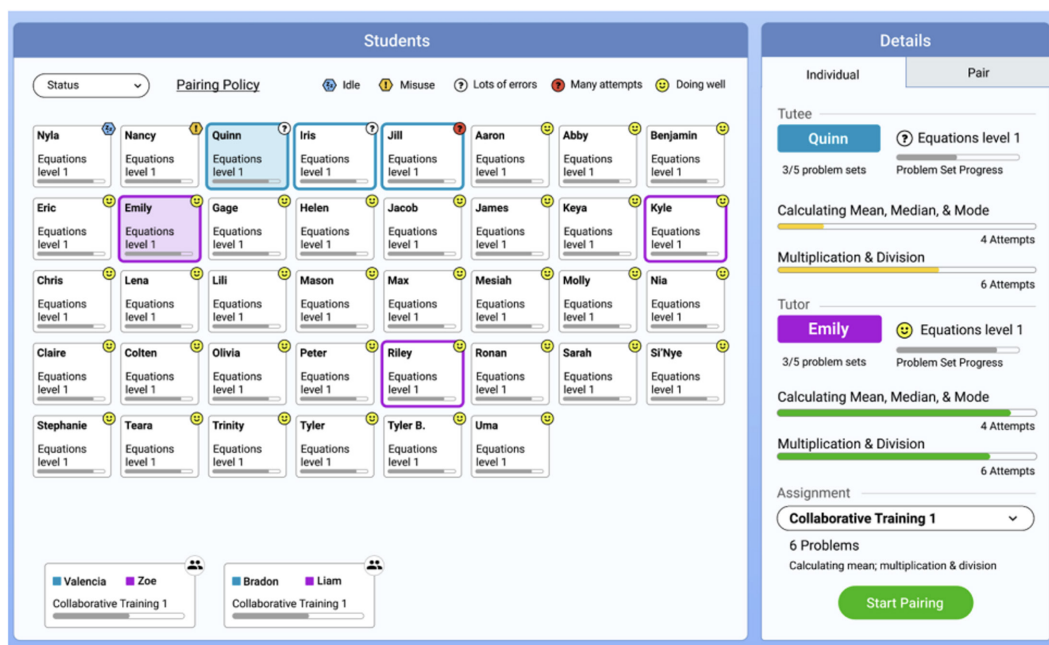 Students
Status
Pairing Policy
Idle
Misuse
Lots of errors
Many attempts
Doing well
Nyla
Equations
level 1
Nancy
Equations
level 1
Quinn
Equations
level 1
Iris
Equations
level 1
Jill
Equations
level 1
Aaron
Equations
level 1
Abby
Equations
level 1
Benjamin
Equations
level 1
Eric
Equations
level 1
Emily
Equations
level 1
Gage
Equations
level 1
Helen
Equations
level 1
Jacob
Equations
level 1
James
Equations
level 1
Keya
Equations
level 1
Kyle
Equations
level 1
Chris
Equations
level 1
Lena
Equations
level 1
Lili
Equations
level 1
Mason
Equations
level 1
Max
Equations
level 1
Mesiah
Equations
level 1
Molly
Equations
level 1
Nia
Equations
level 1
Claire
Equations
level 1
Colten
Equations
level 1
Olivia
Equations
level 1
Peter
Equations
level 1
Riley
Equations
level 1
Ronan
Equations
level 1
Sarah
Equations
level 1
Si'Nye
Equations
level 1
Stephanie
Equations
level 1
Teara
Equations
level 1
Trinity
Equations
level 1
Tyler
Equations
level 1
Tyler B.
Equations
level 1
Uma
Equations
level 1
Valencia Zoe
Collaborative Training 1
Bradon Liam
Collaborative Training 1
Details
Individual
Pair
Tutee
Quinn
? Equations level 1
3/5 problem sets
Problem Set Progress
Calculating Mean, Median, & Mode
4 Attempts
Multiplication & Division
6 Attempts
Tutor
Emily
Equations level 1
3/5 problem sets
Problem Set Progress
Calculating Mean, Median, & Mode
4 Attempts
Multiplication & Division
6 Attempts
Assignment
Collaborative Training 1
6 Problems
Calculating mean; multiplication & division
Start Pairing